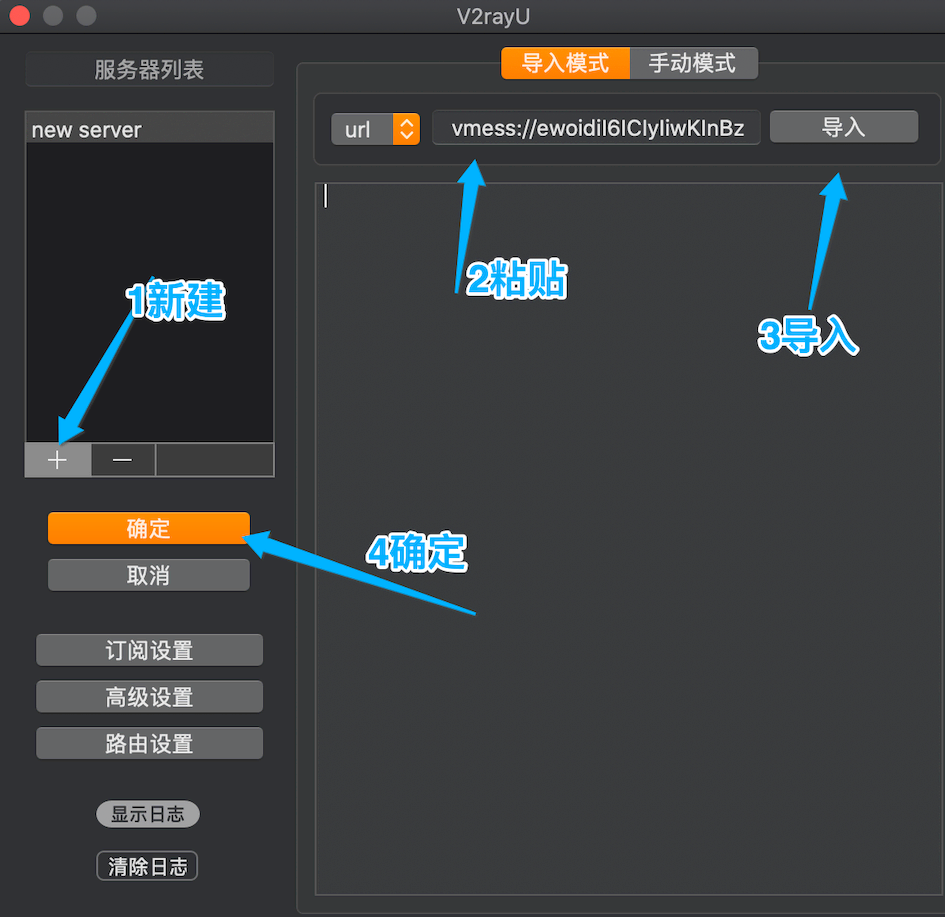 V2rayU
服务器列表
导入模式 手动模式
new server
url vmess://ewoidiI6ICIyIiwKInBz 导入
1新建
2粘贴
3导入
确定
4确定
取消
订阅设置
高级设置
路由设置
显示日志
清除日志